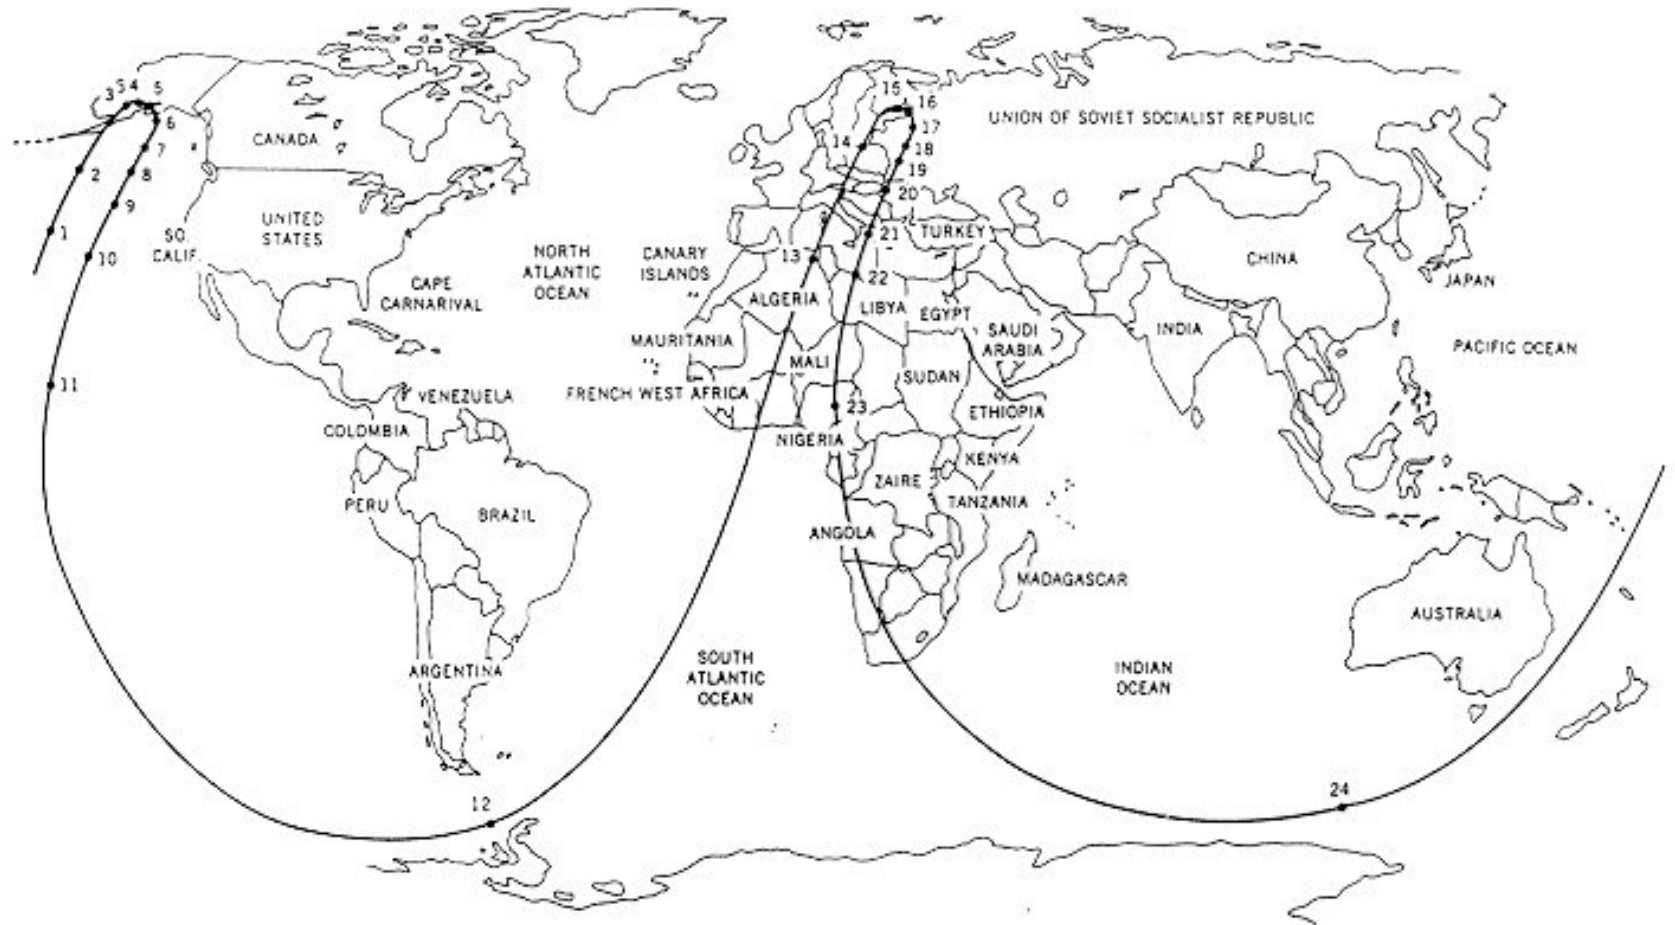 3
5
4
5
6
7
8
9
10
11
2
1
CANADA
UNITED
STATES
SO.
CALIF.
CAPE
CARNARIVAL
NORTH
ATLANTIC
OCEAN
CANARY
ISLANDS
MAURITANIA
FRENCH WEST AFRICA
VENEZUELA
COLOMBIA
PERU
BRAZIL
ARGENTINA
12
SOUTH
ATLANTIC
OCEAN
15
16
14
17
18
19
20
21
13
22
23
UNION OF SOVIET SOCIALIST REPUBLIC
TURKEY
ALGERIA
LIBYA
EGYPT
SAUDI
ARABIA
MALI
SUDAN
ETHIOPIA
NIGERIA
KENYA
ZAIRE
TANZANIA
ANGOLA
MADAGASCAR
INDIAN
OCEAN
CHINA
INDIA
JAPAN
PACIFIC OCEAN
AUSTRALIA
24